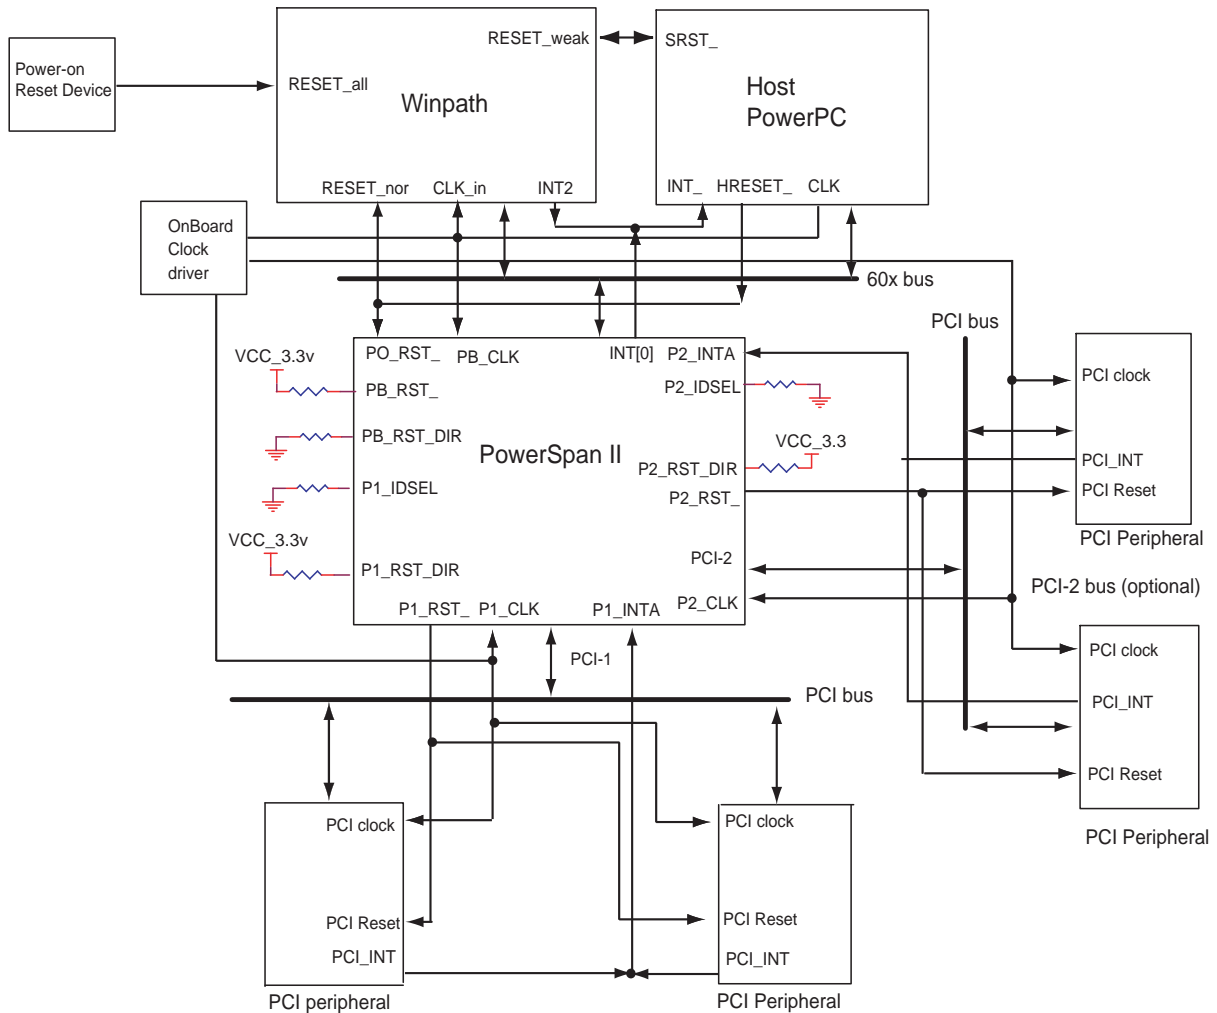 RESET_weak
SRST_
Power-on
Reset Device
RESET_all
Winpath
Host
PowerPC
RESET_nor
CLK_in
INT2
INT_
HRESET_
CLK
OnBoard
Clock
driver
60x bus
PCI bus
VCC_3.3v
PO_RST_
PB_CLK
INT[0]
P2_INTA
PB_RST_
P2_IDSEL
PCI clock
PB_RST_DIR
PowerSpan II
VCC_3.3
P2_RST_DIR
PCI_INT
P1_IDSEL
P2_RST_
PCI Reset
VCC_3.3v
PCI Peripheral
P1_RST_DIR
PCI-2
PCI-2 bus (optional)
P1_RST_
P1_CLK
P1_INTA
P2_CLK
PCI-1
PCI clock
PCI bus
PCI_INT
PCI Reset
PCI Peripheral
PCI clock
PCI clock
PCI Reset
PCI Reset
PCI_INT
PCI_INT
PCI peripheral
PCI Peripheral